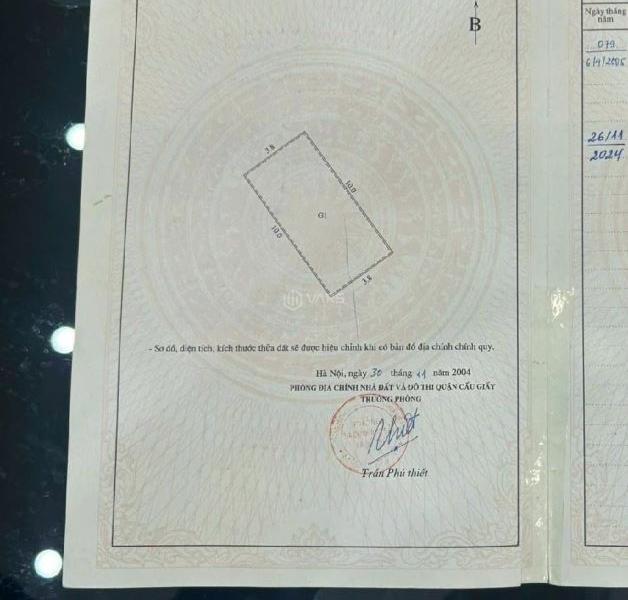 B
3.8
10.0
G1
10.0
3.8
VARS
- Sơ đồ, diện tích, kích thước thửa đất sẽ được hiệu chỉnh khi có bản đồ địa chính chính quy.
Hà Nội, ngày 30 tháng 11 năm 2004
PHÒNG ĐỊA CHÍNH NHÀ ĐẤT VÀ ĐÔ THỊ QUẬN CẦU GIẤY
TRƯỞNG PHÒNG
Trần Phú thiết
Ngày tháng
năm
079
26/11
2024